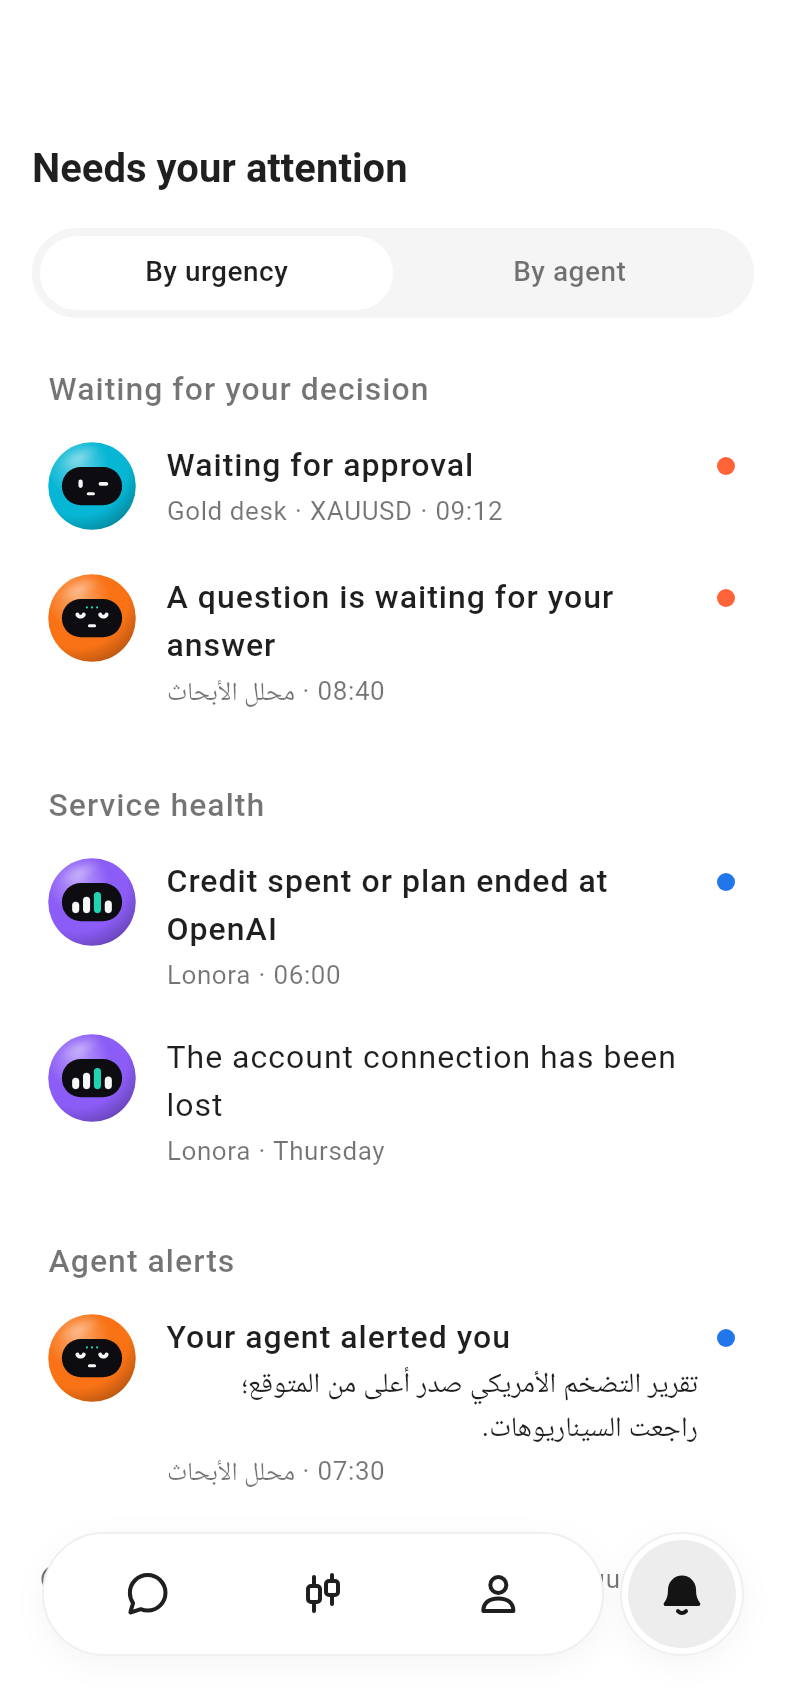 Needs your attention
By urgency
By agent
Waiting for your decision
Waiting for approval
Gold desk · XAUUSD · 09:12
A question is waiting for your
answer
محلل الأبحاث · 08:40
Service health
Credit spent or plan ended at
OpenAI
Lonora · 06:00
The account connection has been
lost
Lonora · Thursday
Agent alerts
Your agent alerted you
تقرير التضخم الأمريكي صدر أعلى من المتوقع؛
راجعت السيناريوهات.
محلل الأبحاث · 07:30